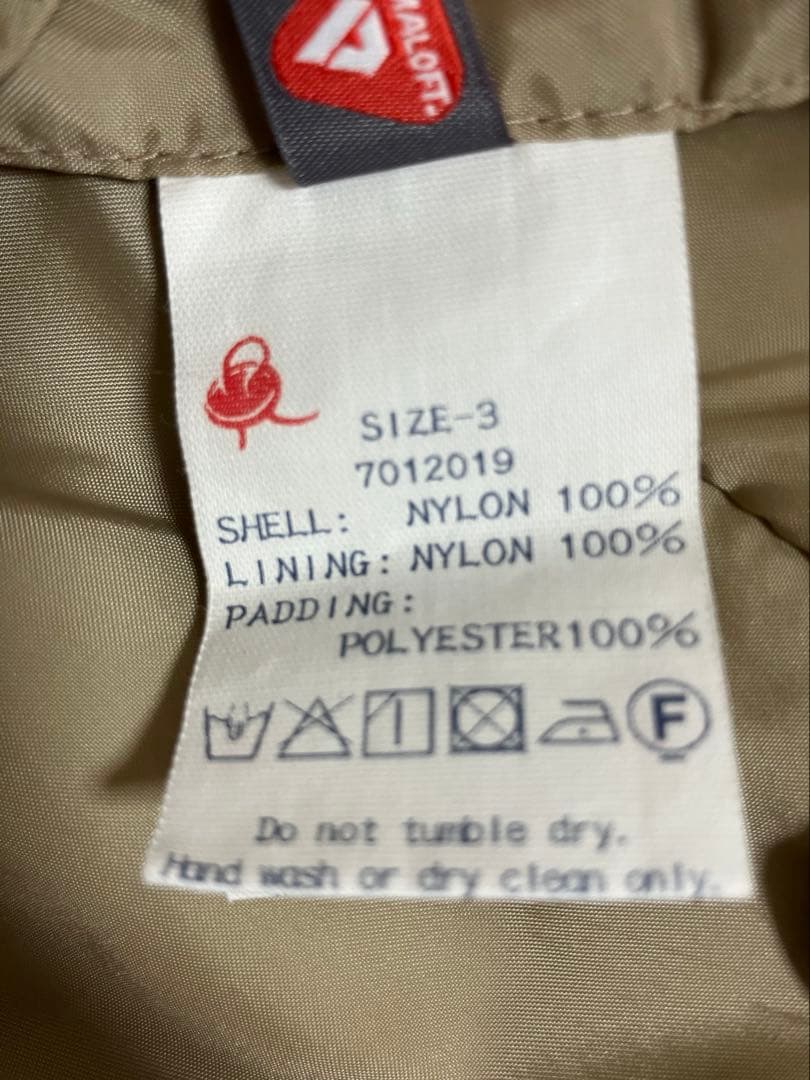 MALOFT.
SIZE-3
7012019
SHELL: NYLON 100%
LINING: NYLON 100%
PADDING:
POLYESTER100%
F
Do not tumble dry.
Hand wash or dry clean only.